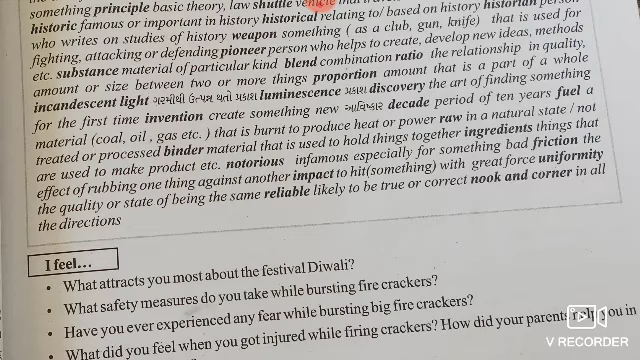 something principle basic theory, law shuttle vehicle
historic famous or important in history historical relating to/ based on history historian person
who writes on studies of history weapon something ( as a club, gun, knife) that is used for
fighting, attacking or defending pioneer person who helps to create, develop new ideas, methods
etc. substance material of particular kind blend combination ratio the relationship in quality,
amount or size between two or more things proportion amount that is a part of a whole
incandescent light ગરમીથી ઉત્પન્ન થતો પ્રકાશ luminescence પ્રકાશ discovery the art of finding something
for the first time invention create something new આવિષ્કાર decade period of ten years fuel a
material (coal, oil , gas etc. ) that is burnt to produce heat or power raw in a natural state / not
treated or processed binder material that is used to hold things together ingredients things that
are used to make product etc. notorious infamous especially for something bad friction the
effect of rubbing one thing against another impact to hit(something) with great force uniformity
the quality or state of being the same reliable likely to be true or correct nook and corner in all
the directions
I feel...
• What attracts you most about the festival Diwali?
• What safety measures do you take while bursting fire crackers?
• Have you ever experienced any fear while bursting big fire crackers?
• What did you feel when you got injured while firing crackers? How did your parents help you in
V RECORDER